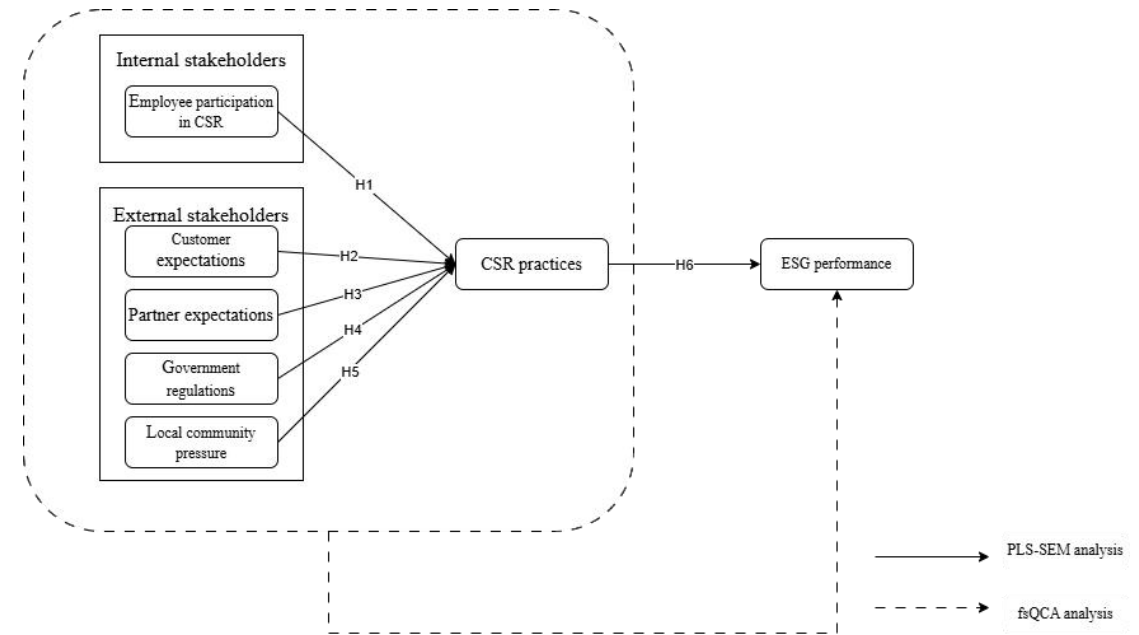 Internal stakeholders
Employee participation
in CSR
H1
External stakeholders
Customer
expectations
H2
Partner expectations
H3
Government
regulations
H4
Local community
pressure
H5
CSR practices
H6
ESG performance
PLS-SEM analysis
fsQCA analysis